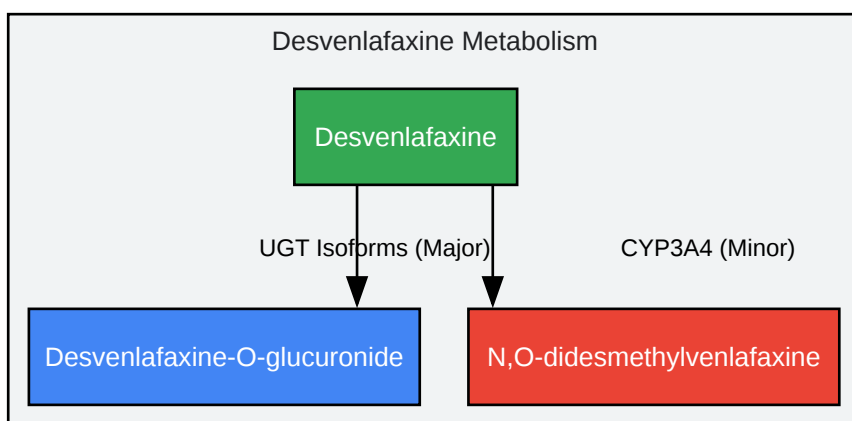 Desvenlafaxine Metabolism
Desvenlafaxine
UGT Isoforms (Major)
CYP3A4 (Minor)
Desvenlafaxine-O-glucuronide
N,O-didesmethylvenlafaxine